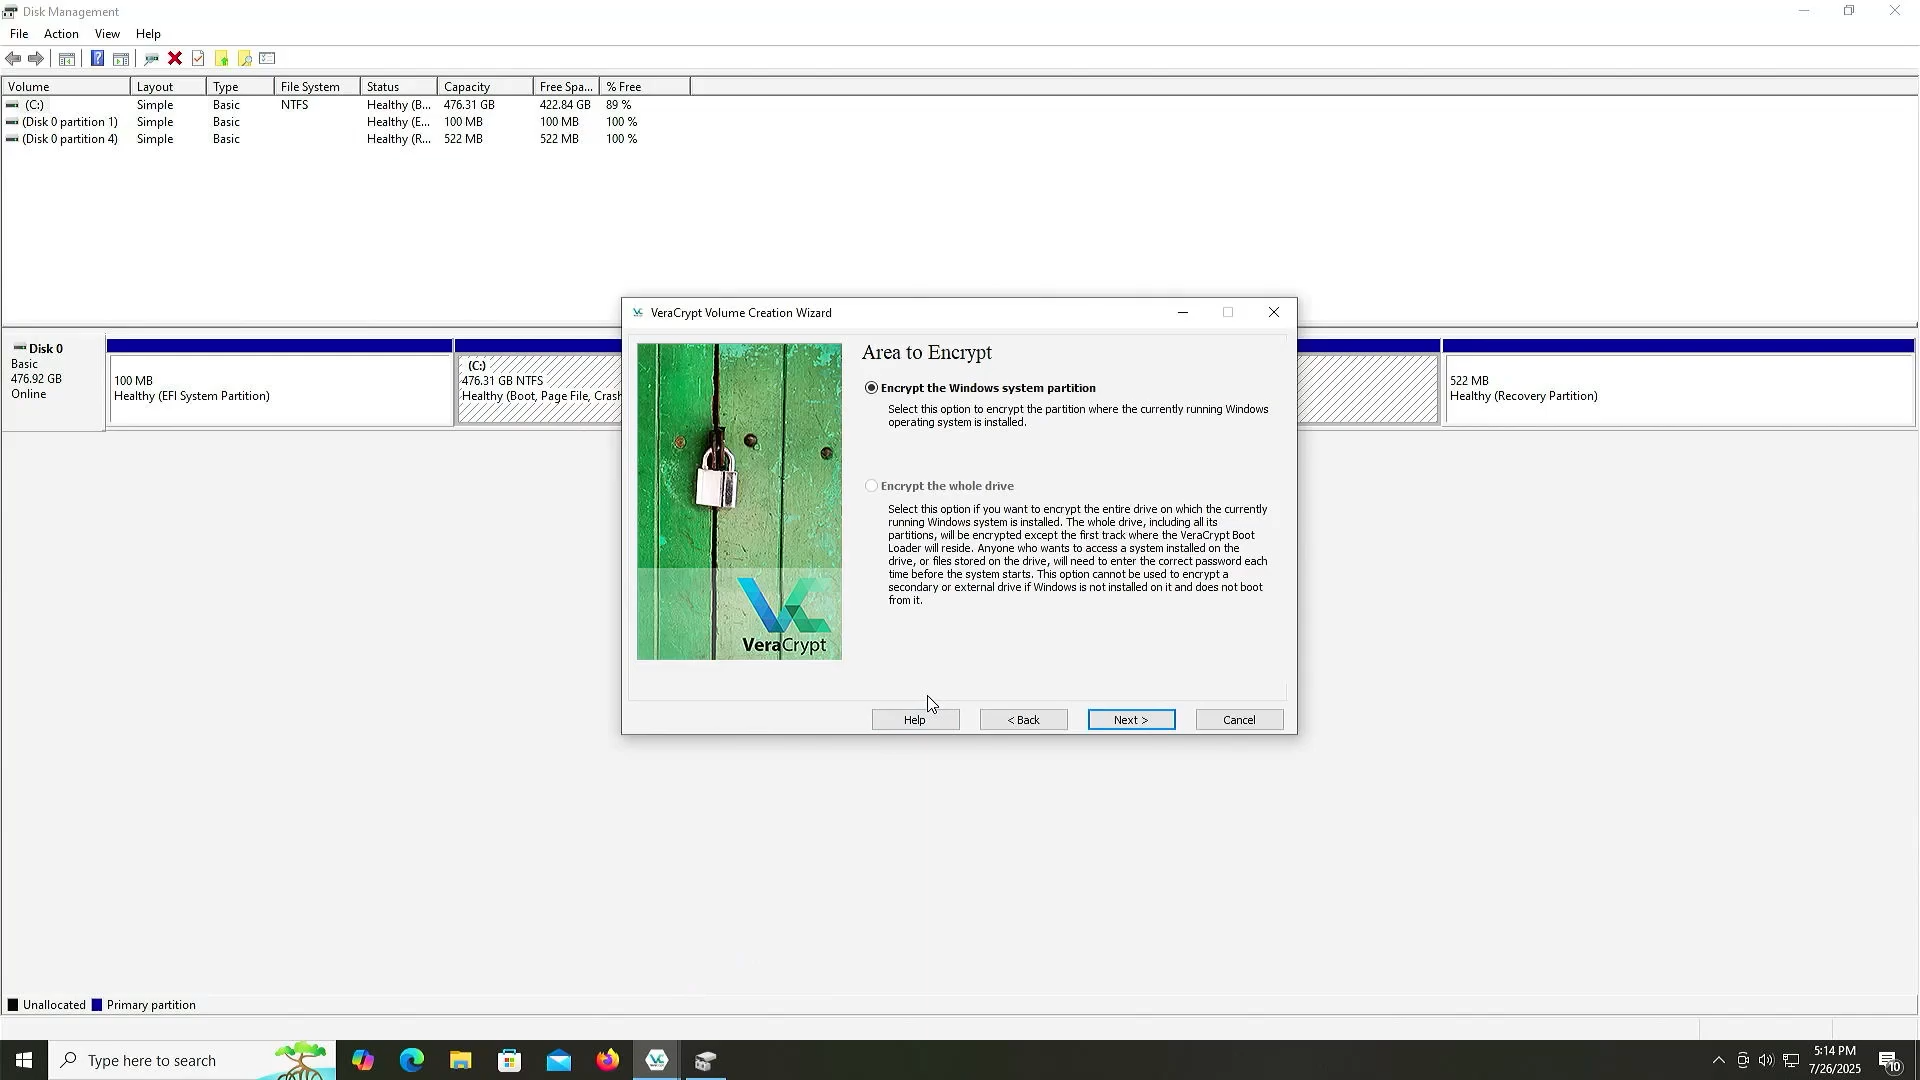 Disk Management
File Action View Help
Volume Layout Type File System Status Capacity Free Spa... % Free
(C:) Simple Basic NTFS Healthy (B... 476.31 GB 422.84 GB 89 %
(Disk 0 partition 1) Simple Basic Healthy (E... 100 MB 100 MB 100 %
(Disk 0 partition 4) Simple Basic Healthy (R... 522 MB 522 MB 100 %
Disk 0
Basic
476.92 GB
Online
100 MB
Healthy (EFI System Partition)
(C:)
476.31 GB NTFS
Healthy (Boot, Page File, Crash
522 MB
Healthy (Recovery Partition)
VeraCrypt Volume Creation Wizard
Area to Encrypt
Encrypt the Windows system partition
Select this option to encrypt the partition where the currently running Windows
operating system is installed.
Encrypt the whole drive
Select this option if you want to encrypt the entire drive on which the currently
running Windows system is installed. The whole drive, including all its
partitions, will be encrypted except the first track where the VeraCrypt Boot
Loader will reside. Anyone who wants to access a system installed on the
drive, or files stored on the drive, will need to enter the correct password each
time before the system starts. This option cannot be used to encrypt a
secondary or external drive if Windows is not installed on it and does not boot
from it.
VeraCrypt
Help < Back Next > Cancel
Unallocated Primary partition
Type here to search
5:14 PM
7/26/2025
10